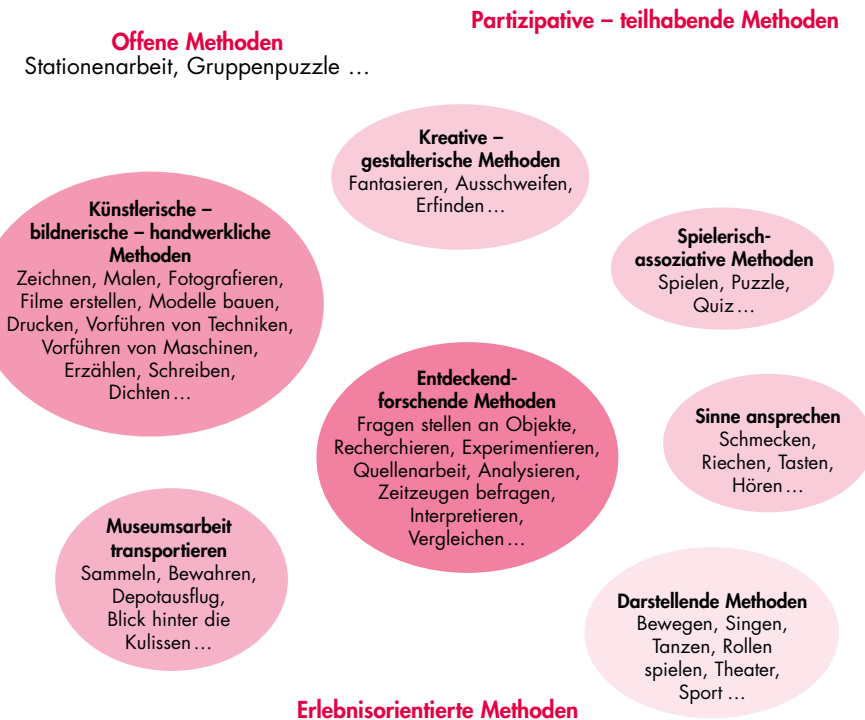 Partizipative – teilhabende Methoden
Offene Methoden
Stationenarbeit, Gruppenpuzzle …
Kreative –
gestalterische Methoden
Fantasieren, Ausschweifen,
Erfinden …
Künstlerische –
bildnerische – handwerkliche
Methoden
Zeichnen, Malen, Fotografieren,
Filme erstellen, Modelle bauen,
Drucken, Vorführen von Techniken,
Vorführen von Maschinen,
Erzählen, Schreiben,
Dichten …
Spielerisch-
assoziative Methoden
Spielen, Puzzle,
Quiz …
Entdeckend-
forschende Methoden
Fragen stellen an Objekte,
Recherchieren, Experimentieren,
Quellenarbeit, Analysieren,
Zeitzeugen befragen,
Interpretieren,
Vergleichen …
Sinne ansprechen
Schmecken,
Riechen, Tasten,
Hören …
Museumsarbeit
transportieren
Sammeln, Bewahren,
Depotausflug,
Blick hinter die
Kulissen …
Darstellende Methoden
Bewegen, Singen,
Tanzen, Rollen
spielen, Theater,
Sport …
Erlebnisorientierte Methoden